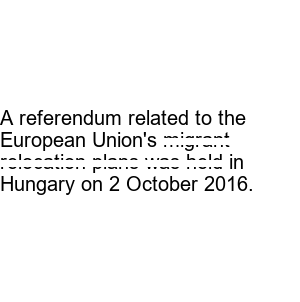 A referendum related to the
European Union's migrant
relocation plans was held in
Hungary on 2 October 2016.